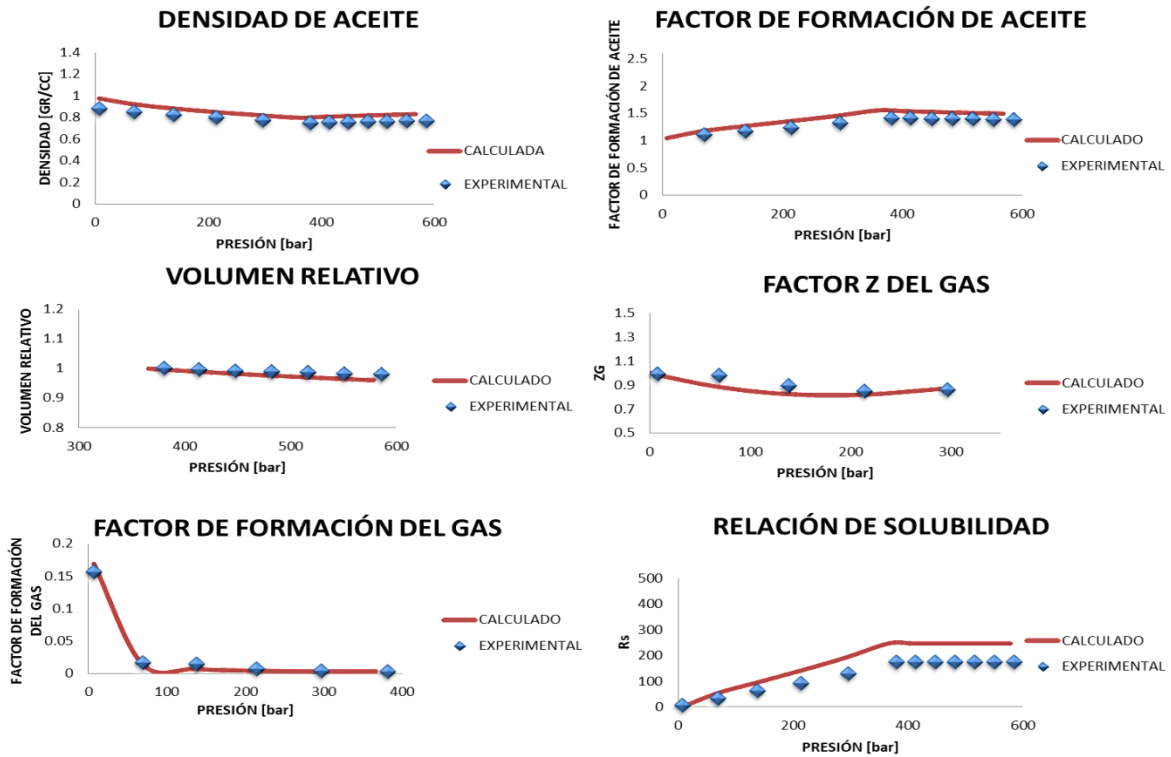 DENSIDAD DE ACEITE
DENSIDAD [GR/CC]
1.4
1.2
1
0.8
0.6
0.4
0.2
0
0 200 400 600
PRESIÓN [bar]
CALCULADA
EXPERIMENTAL
FACTOR DE FORMACIÓN DE ACEITE
FACTOR DE FORMACIÓN DE ACEITE
2.5
2
1.5
1
0.5
0
0 200 400 600
PRESIÓN [bar]
CALCULADO
EXPERIMENTAL
VOLUMEN RELATIVO
VOLUMEN RELATIVO
1.2
1.1
1
0.9
0.8
300 400 500 600
PRESIÓN [bar]
CALCULADO
EXPERIMENTAL
FACTOR Z DEL GAS
ZG
1.5
1.3
1.1
0.9
0.7
0.5
0 100 200 300
PRESIÓN [bar]
CALCULADO
EXPERIMENTAL
FACTOR DE FORMACIÓN DEL GAS
FACTOR DE FORMACIÓN
DEL GAS
0.2
0.15
0.1
0.05
0
0 100 200 300 400
PRESIÓN [bar]
CALCULADO
EXPERIMENTAL
RELACIÓN DE SOLUBILIDAD
Rs
500
400
300
200
100
0
0 200 400 600
PRESIÓN [bar]
CALCULADO
EXPERIMENTAL